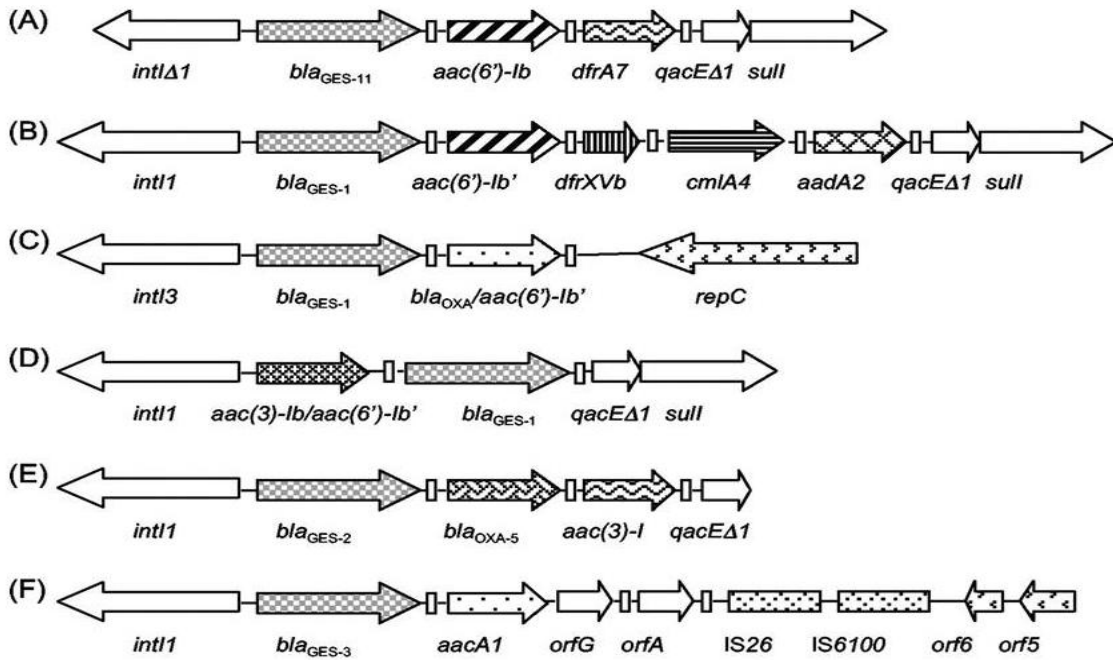 (A)
intIΔ1 blaGES-11 aac(6')-Ib dfrA7 qacEΔ1 sulI
(B)
intI1 blaGES-1 aac(6')-Ib' dfrXVb cmlA4 aadA2 qacEΔ1 sulI
(C)
intI3 blaGES-1 blaOXA/aac(6')-Ib' repC
(D)
intI1 aac(3)-Ib/aac(6')-Ib' blaGES-1 qacEΔ1 sulI
(E)
intI1 blaGES-2 blaOXA-5 aac(3)-I qacEΔ1
(F)
intI1 blaGES-3 aacA1 orfG orfA IS26 IS6100 orf6 orf5